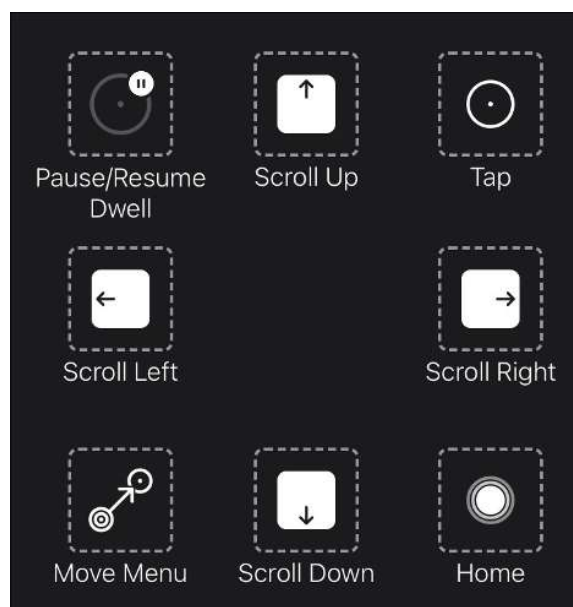 Pause/Resume
Dwell
Scroll Up
Tap
Scroll Left
Scroll Right
Move Menu
Scroll Down
Home